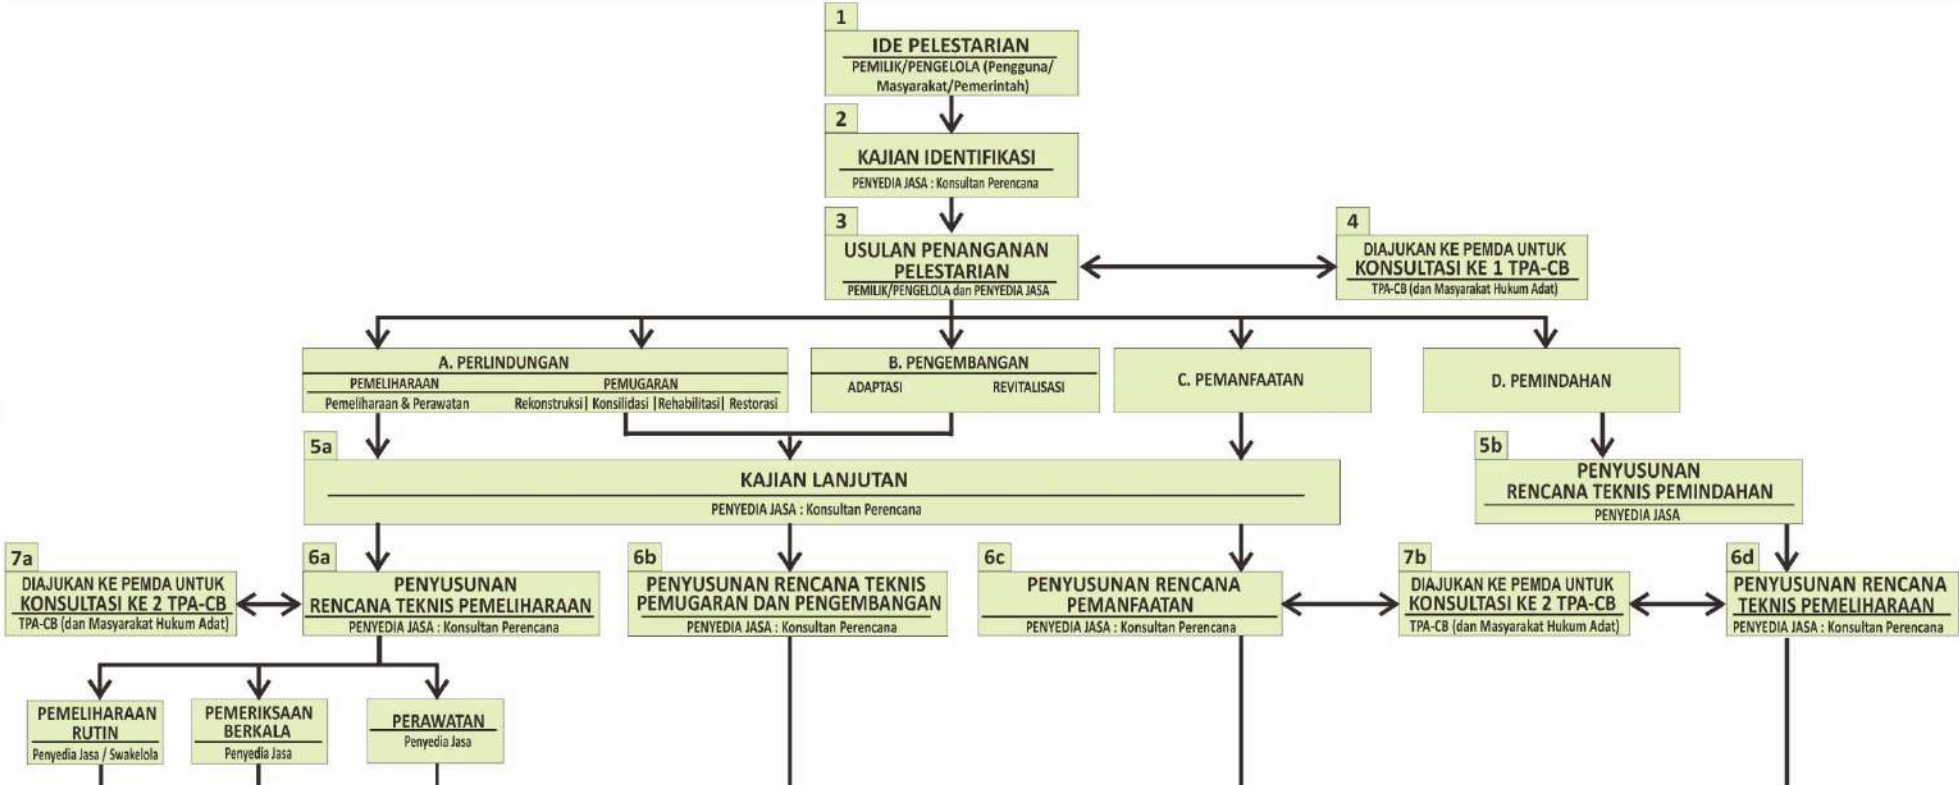 1
IDE PELESTARIAN
PEMILIK/PENGELOLA (Pengguna/
Masyarakat/Pemerintah)
2
KAJIAN IDENTIFIKASI
PENYEDIA JASA : Konsultan Perencana
3
USULAN PENANGANAN
PELESTARIAN
PEMILIK/PENGELOLA dan PENYEDIA JASA
4
DIAJUKAN KE PEMDA UNTUK
KONSULTASI KE 1 TPA-CB
TPA-CB (dan Masyarakat Hukum Adat)
A. PERLINDUNGAN
PEMELIHARAAN PEMUGARAN
Pemeliharaan & Perawatan Rekonstruksi | Konsilidasi | Rehabilitasi | Restorasi
B. PENGEMBANGAN
ADAPTASI REVITALISASI
C. PEMANFAATAN
D. PEMINDAHAN
5a
KAJIAN LANJUTAN
PENYEDIA JASA : Konsultan Perencana
5b
PENYUSUNAN
RENCANA TEKNIS PEMINDAHAN
PENYEDIA JASA
7a
DIAJUKAN KE PEMDA UNTUK
KONSULTASI KE 2 TPA-CB
TPA-CB (dan Masyarakat Hukum Adat)
6a
PENYUSUNAN
RENCANA TEKNIS PEMELIHARAAN
PENYEDIA JASA : Konsultan Perencana
6b
PENYUSUNAN RENCANA TEKNIS
PEMUGARAN DAN PENGEMBANGAN
PENYEDIA JASA : Konsultan Perencana
6c
PENYUSUNAN RENCANA
PEMANFAATAN
PENYEDIA JASA : Konsultan Perencana
7b
DIAJUKAN KE PEMDA UNTUK
KONSULTASI KE 2 TPA-CB
TPA-CB (dan Masyarakat Hukum Adat)
6d
PENYUSUNAN RENCANA
TEKNIS PEMELIHARAAN
PENYEDIA JASA : Konsultan Perencana
PEMELIHARAAN
RUTIN
Penyedia Jasa / Swakelola
PEMERIKSAAN
BERKALA
Penyedia Jasa
PERAWATAN
Penyedia Jasa